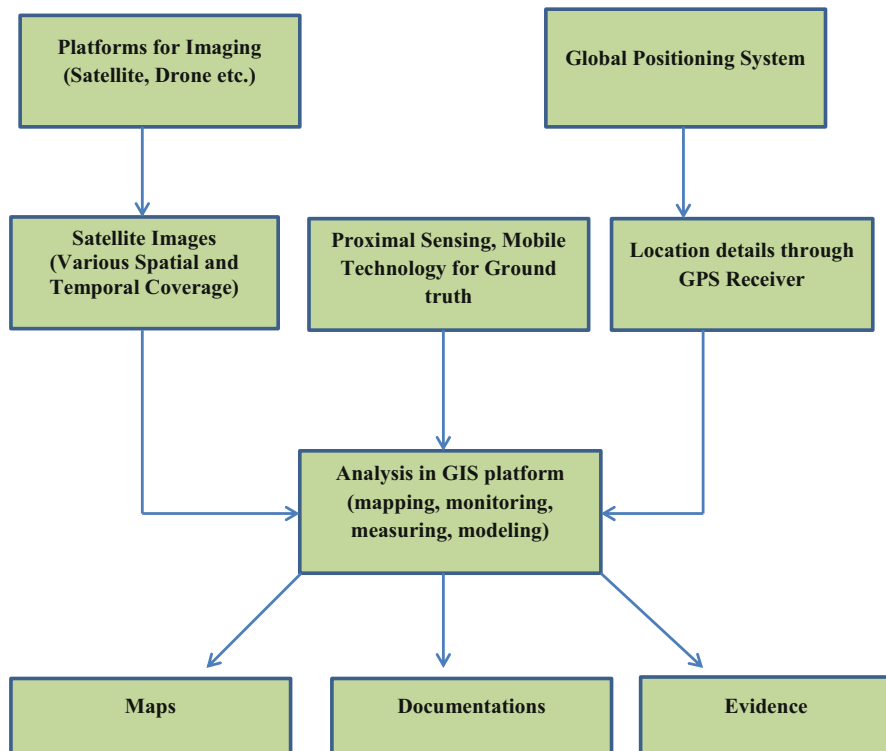 Platforms for Imaging
(Satellite, Drone etc.)
Global Positioning System
Satellite Images
(Various Spatial and
Temporal Coverage)
Proximal Sensing, Mobile
Technology for Ground
truth
Location details through
GPS Receiver
Analysis in GIS platform
(mapping, monitoring,
measuring, modeling)
Maps
Documentations
Evidence